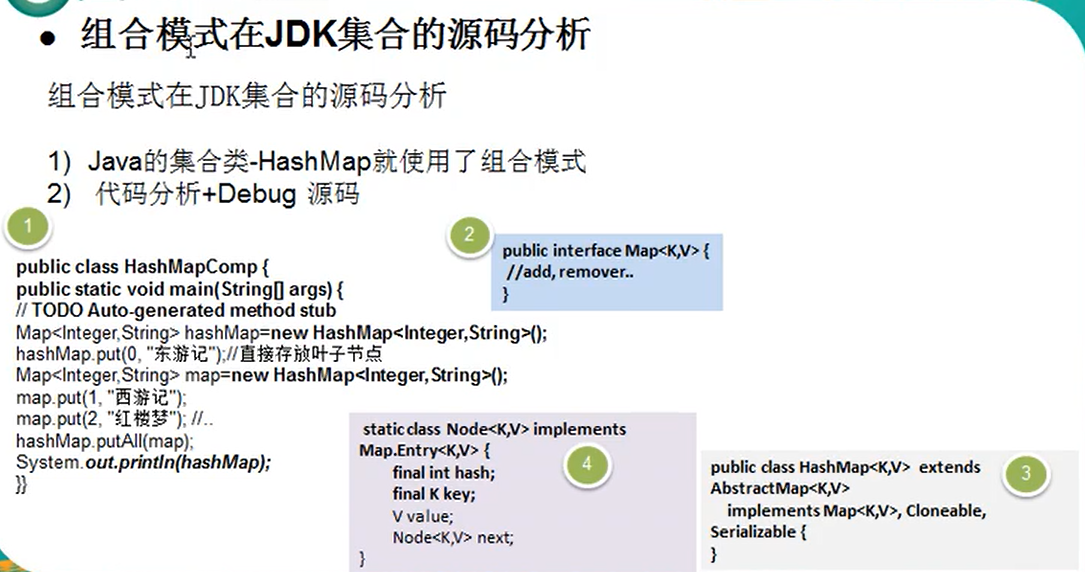 ● 组合模式在JDK集合的源码分析
组合模式在JDK集合的源码分析
1) Java的集合类-HashMap就使用了组合模式
2) 代码分析+Debug 源码
1
public class HashMapComp {
public static void main(String[] args) {
// TODO Auto-generated method stub
Map<Integer,String> hashMap=new HashMap<Integer,String>();
hashMap.put(0, "东游记");//直接存放叶子节点
Map<Integer,String> map=new HashMap<Integer,String>();
map.put(1, "西游记");
map.put(2, "红楼梦"); //..
hashMap.putAll(map);
System.out.println(hashMap);
}}
2
public interface Map<K,V> {
//add, remover..
}
4
static class Node<K,V> implements
Map.Entry<K,V> {
final int hash;
final K key;
V value;
Node<K,V> next;
}
3
public class HashMap<K,V> extends
AbstractMap<K,V>
implements Map<K,V>, Cloneable,
Serializable {
}